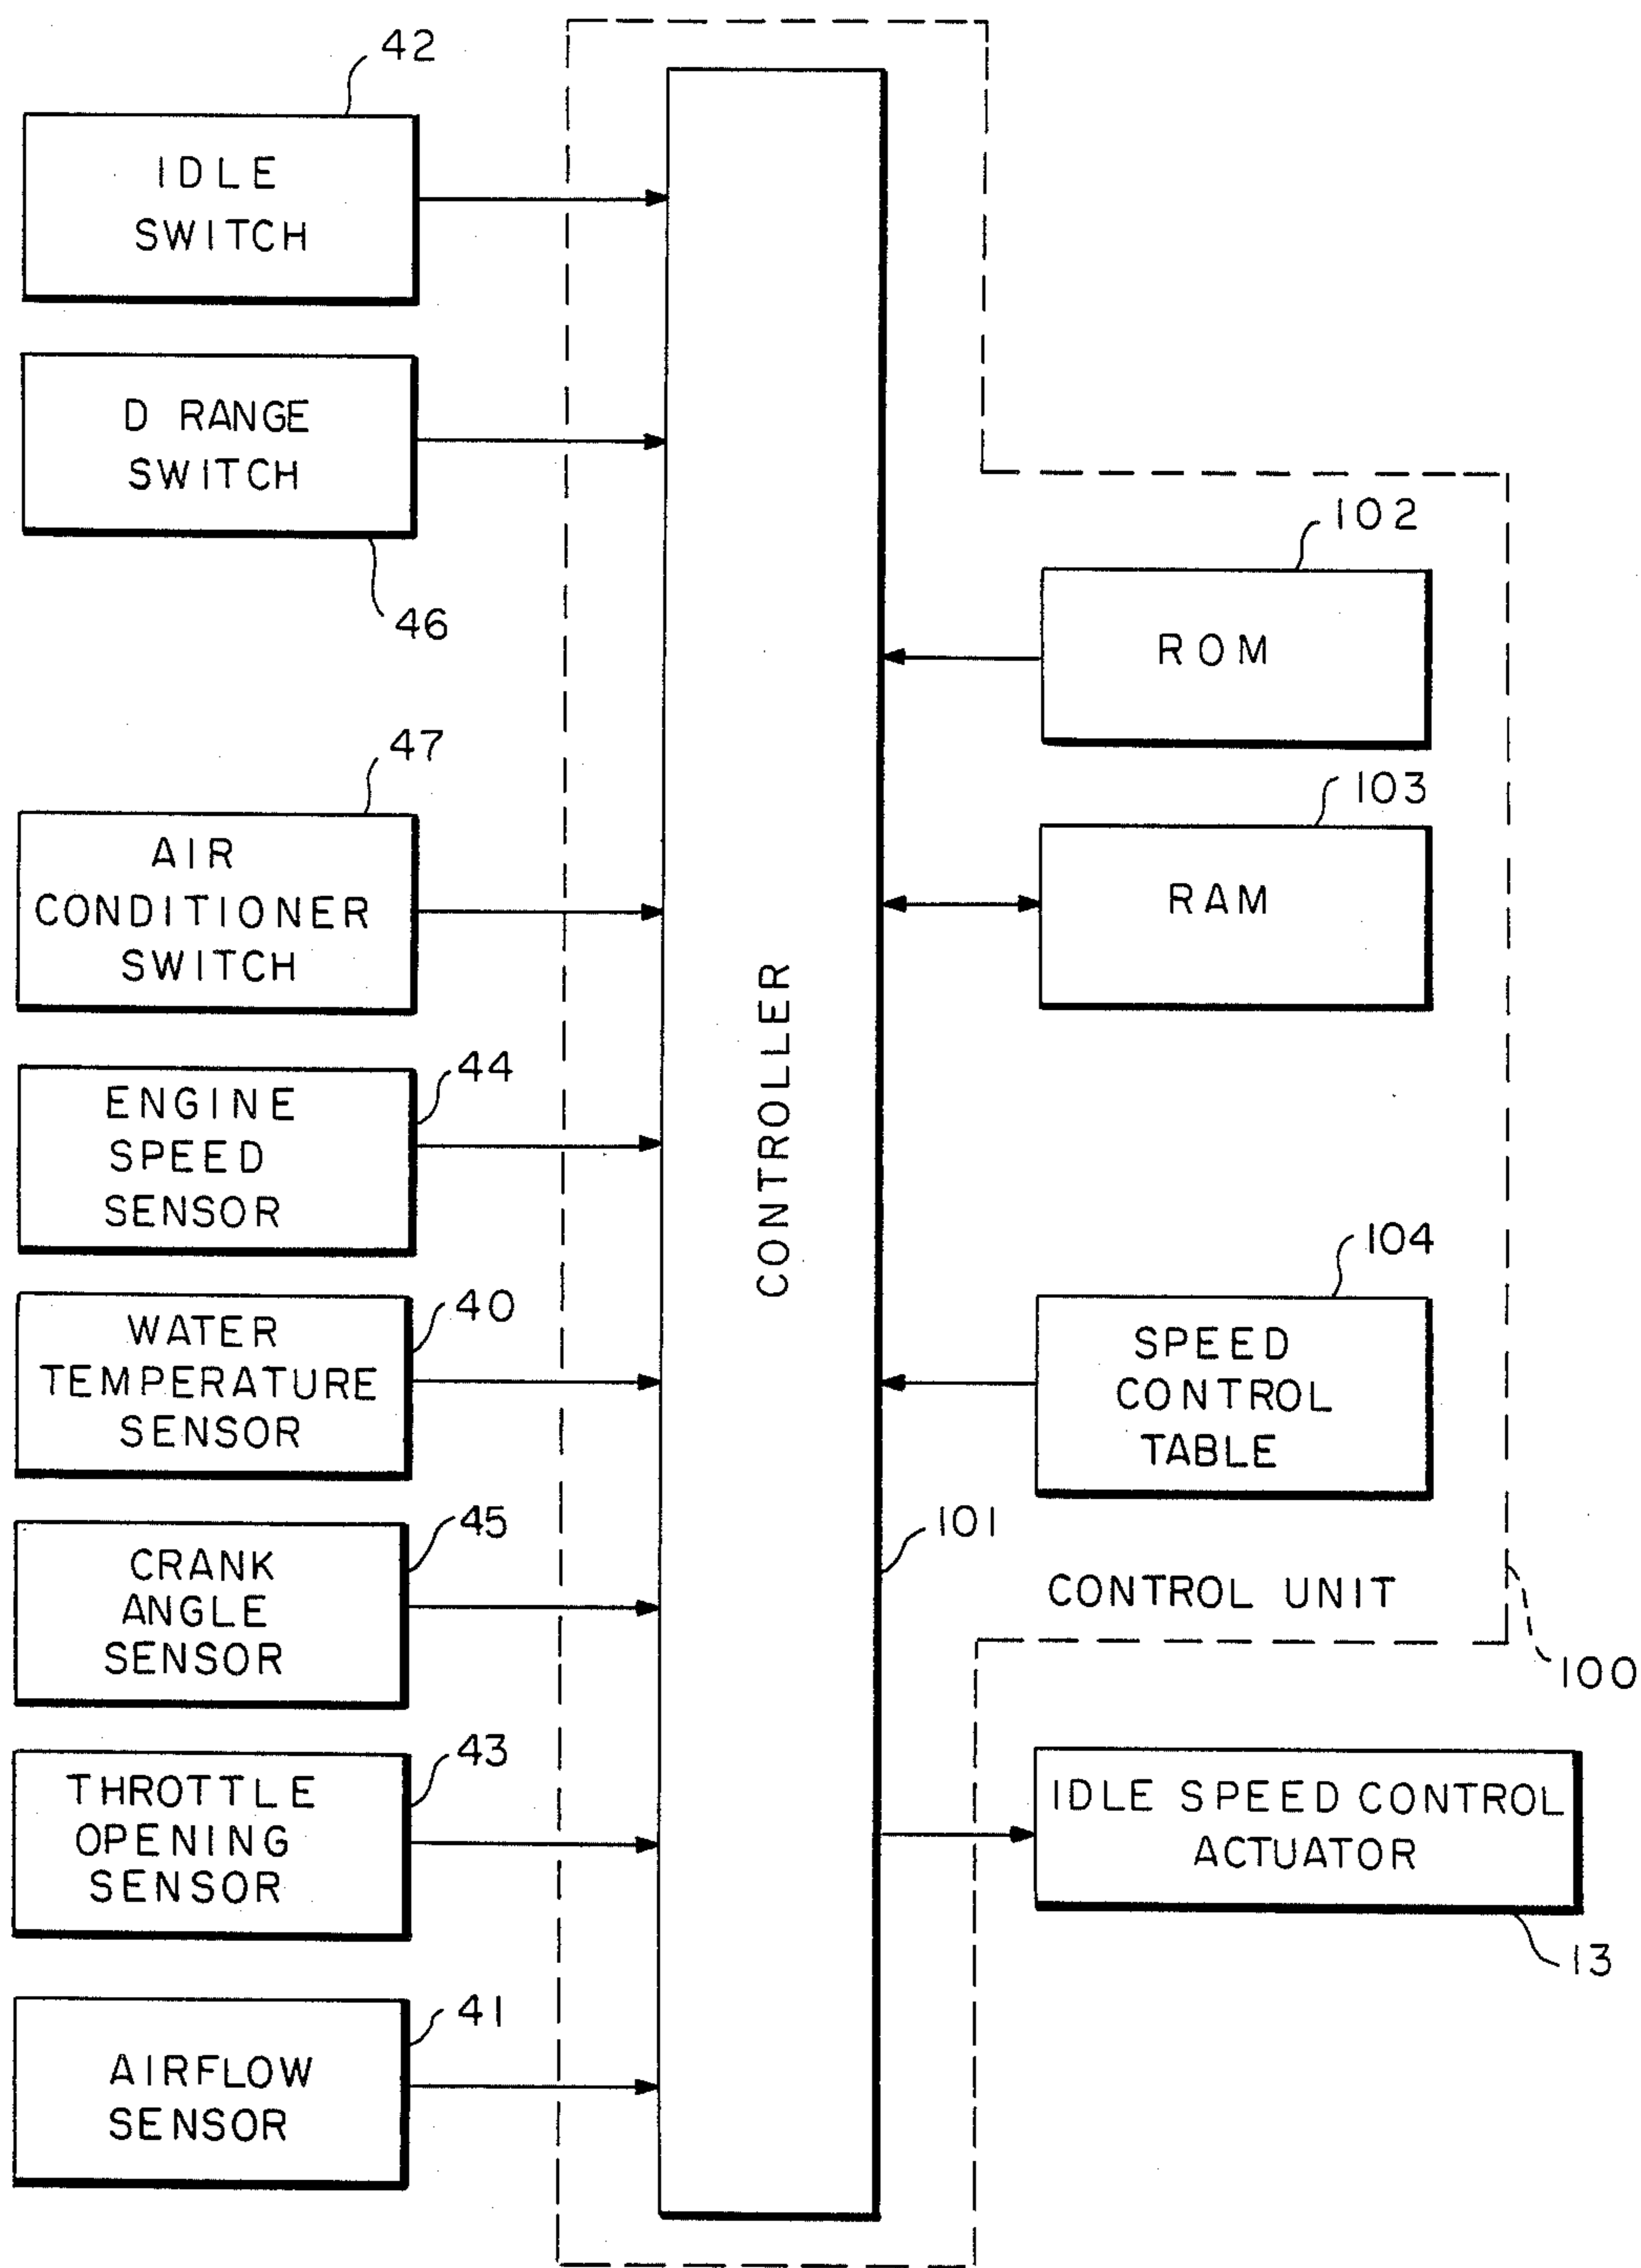 42
IDLE
SWITCH
D RANGE
SWITCH
46
47
AIR
CONDITIONER
SWITCH
44
ENGINE
SPEED
SENSOR
40
WATER
TEMPERATURE
SENSOR
45
CRANK
ANGLE
SENSOR
43
THROTTLE
OPENING
SENSOR
41
AIRFLOW
SENSOR
CONTROLLER
101
102
ROM
103
RAM
104
SPEED
CONTROL
TABLE
CONTROL UNIT
100
IDLE SPEED CONTROL
ACTUATOR
13